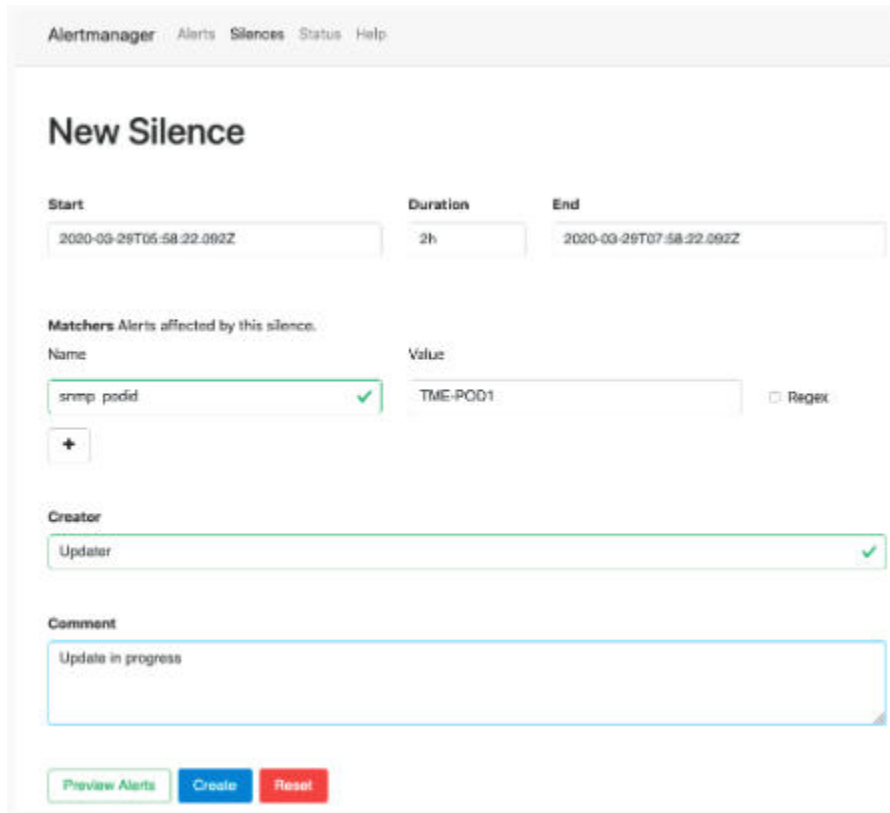 Alertmanager Alerts Silences Status Help
New Silence
Start Duration End
2020-03-29T05:58:22.092Z 2h 2020-03-29T07:58:22.092Z
Matchers Alerts affected by this silence.
Name Value
snmp podid TME-POD1 Regex
+
Creator
Updater
Comment
Update in progress
Preview Alerts Create Reset